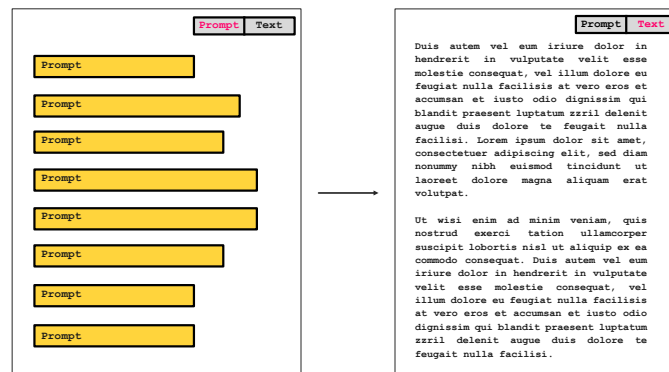 Prompt Text
Prompt
Prompt
Prompt
Prompt
Prompt
Prompt
Prompt
Prompt
Prompt Text
Duis autem vel eum iriure dolor in
hendrerit in vulputate velit esse
molestie consequat, vel illum dolore eu
feugiat nulla facilisis at vero eros et
accumsan et iusto odio dignissim qui
blandit praesent luptatum zzril delenit
augue duis dolore te feugait nulla
facilisi. Lorem ipsum dolor sit amet,
consectetuer adipiscing elit, sed diam
nonummy nibh euismod tincidunt ut
laoreet dolore magna aliquam erat
volutpat.
Ut wisi enim ad minim veniam, quis
nostrud exerci tation ullamcorper
suscipit lobortis nisl ut aliquip ex ea
commodo consequat. Duis autem vel eum
iriure dolor in hendrerit in vulputate
velit esse molestie consequat, vel
illum dolore eu feugiat nulla facilisis
at vero eros et accumsan et iusto odio
dignissim qui blandit praesent luptatum
zzril delenit augue duis dolore te
feugait nulla facilisi.